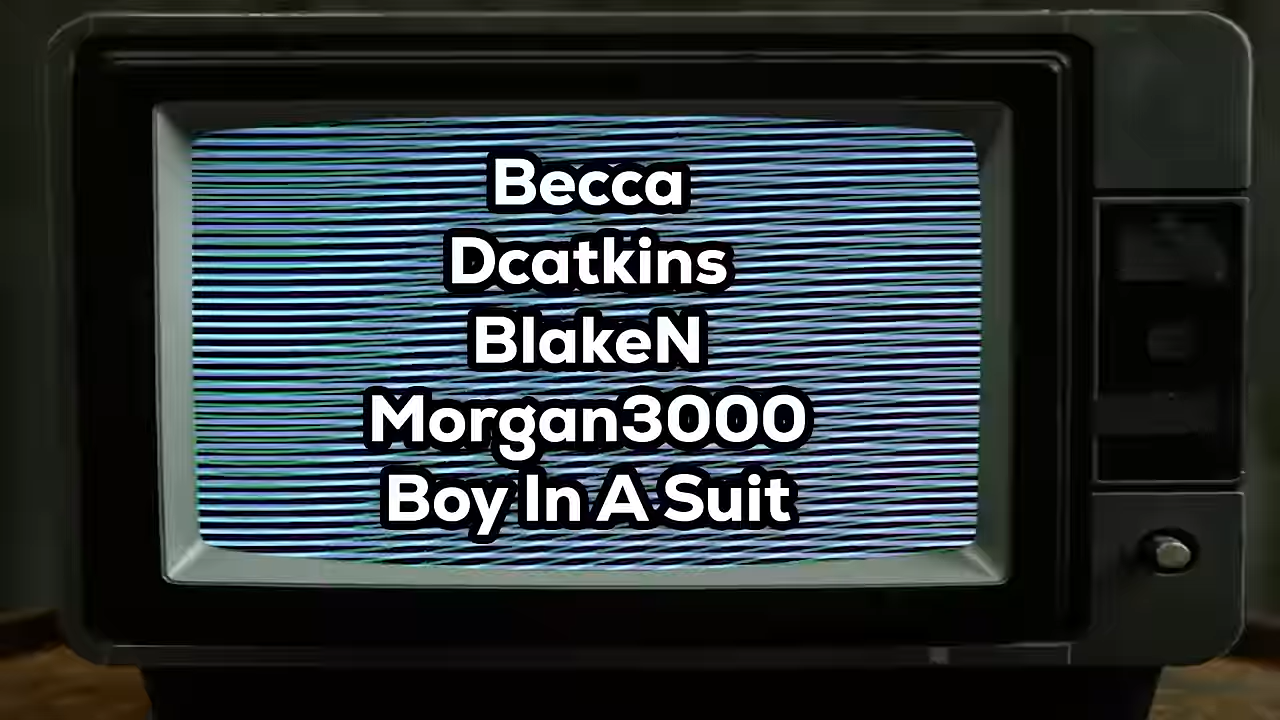 Becca
Dcatkins
BlakeN
Morgan3000
Boy In A Suit